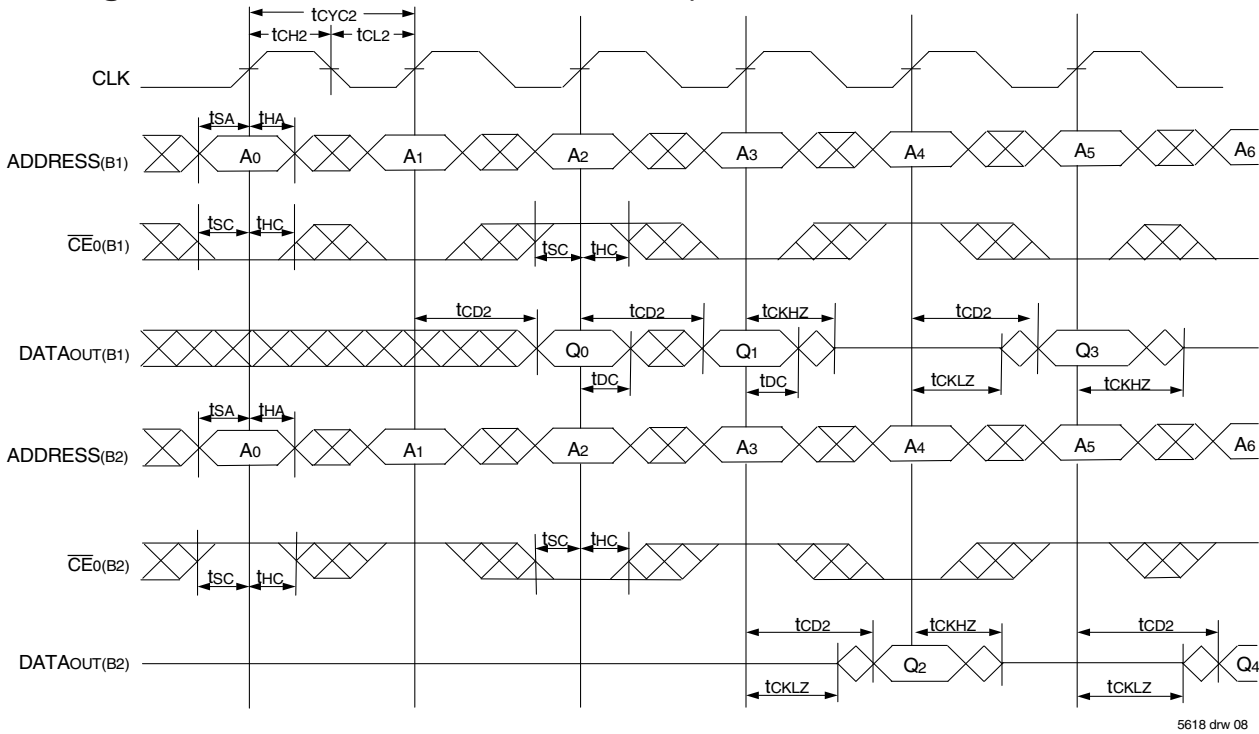 tCYC2
tCH2 tCL2
CLK
tSA tHA
ADDRESS(B1) A0 A1 A2 A3 A4 A5 A6
tSC tHC
CE0(B1)
tSC tHC
tCD2 tCD2 tCKHZ tCD2
DATAOUT(B1) Q0 Q1 Q3
tDC tDC tCKLZ tCKHZ
tSA tHA
ADDRESS(B2) A0 A1 A2 A3 A4 A5 A6
tSC tHC
CE0(B2)
tSC tHC
tCD2 tCKHZ tCD2
DATAOUT(B2) Q2 Q4
tCKLZ tCKLZ
5618 drw 08